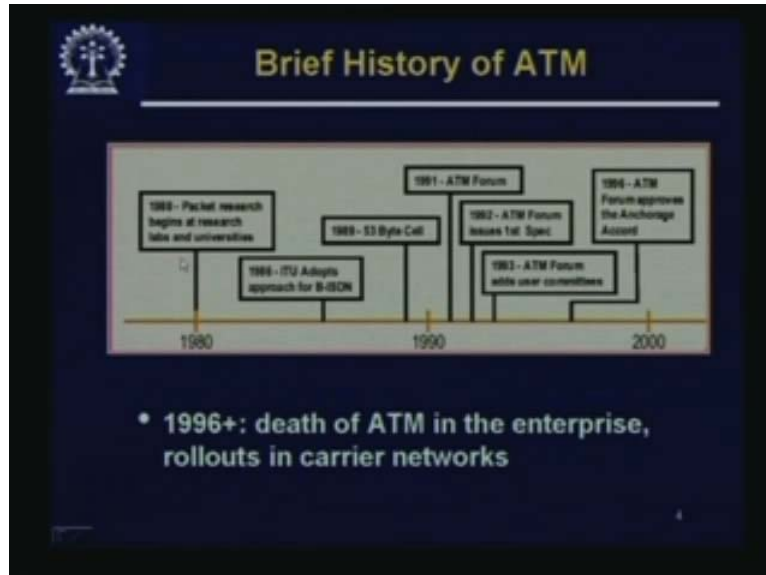 Brief History of ATM
1980 - Packet research
begins at research
labs and universities
1986 - ITU Adopts
approach for B-ISDN
1989 - 53 Byte Cell
1991 - ATM Forum
1992 - ATM Forum
issues 1st Spec
1993 - ATM Forum
adds user committees
1996 - ATM
Forum approves
the Anchorage
Accord
1980
1990
2000
• 1996+: death of ATM in the enterprise,
rollouts in carrier networks
4